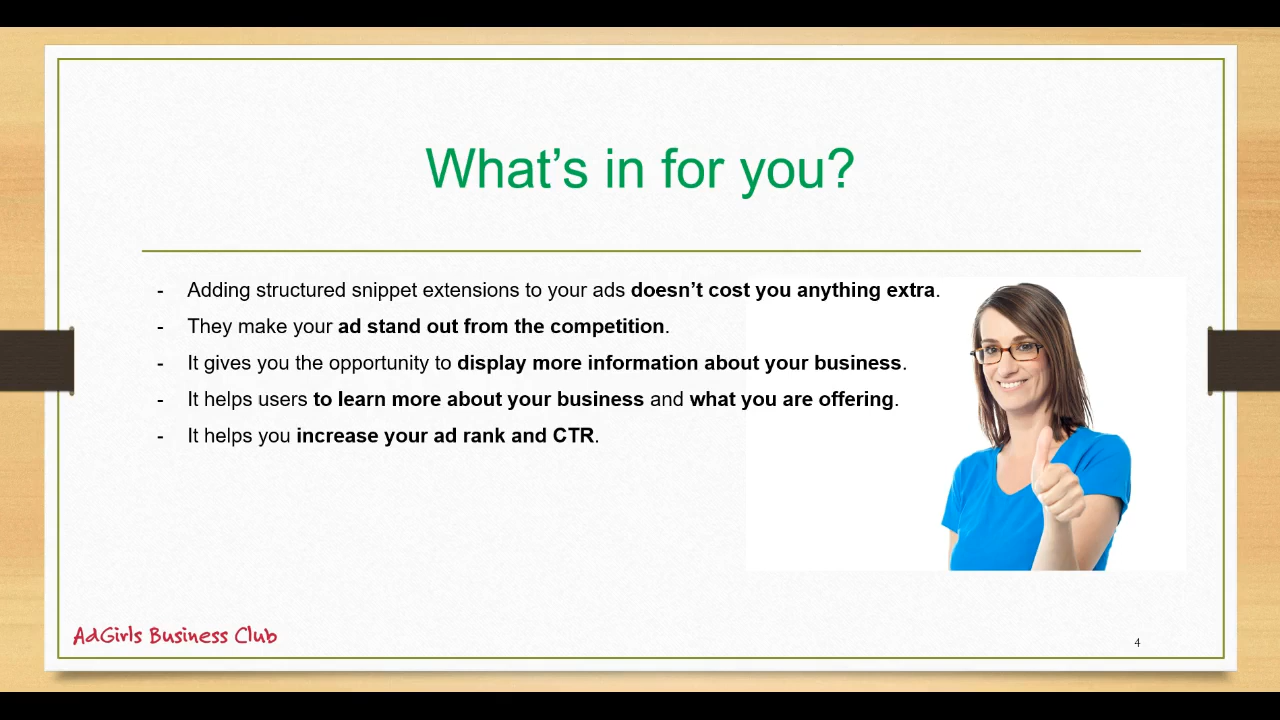 What’s in for you?
- Adding structured snippet extensions to your ads doesn’t cost you anything extra.
- They make your ad stand out from the competition.
- It gives you the opportunity to display more information about your business.
- It helps users to learn more about your business and what you are offering.
- It helps you increase your ad rank and CTR.
AdGirls Business Club
4